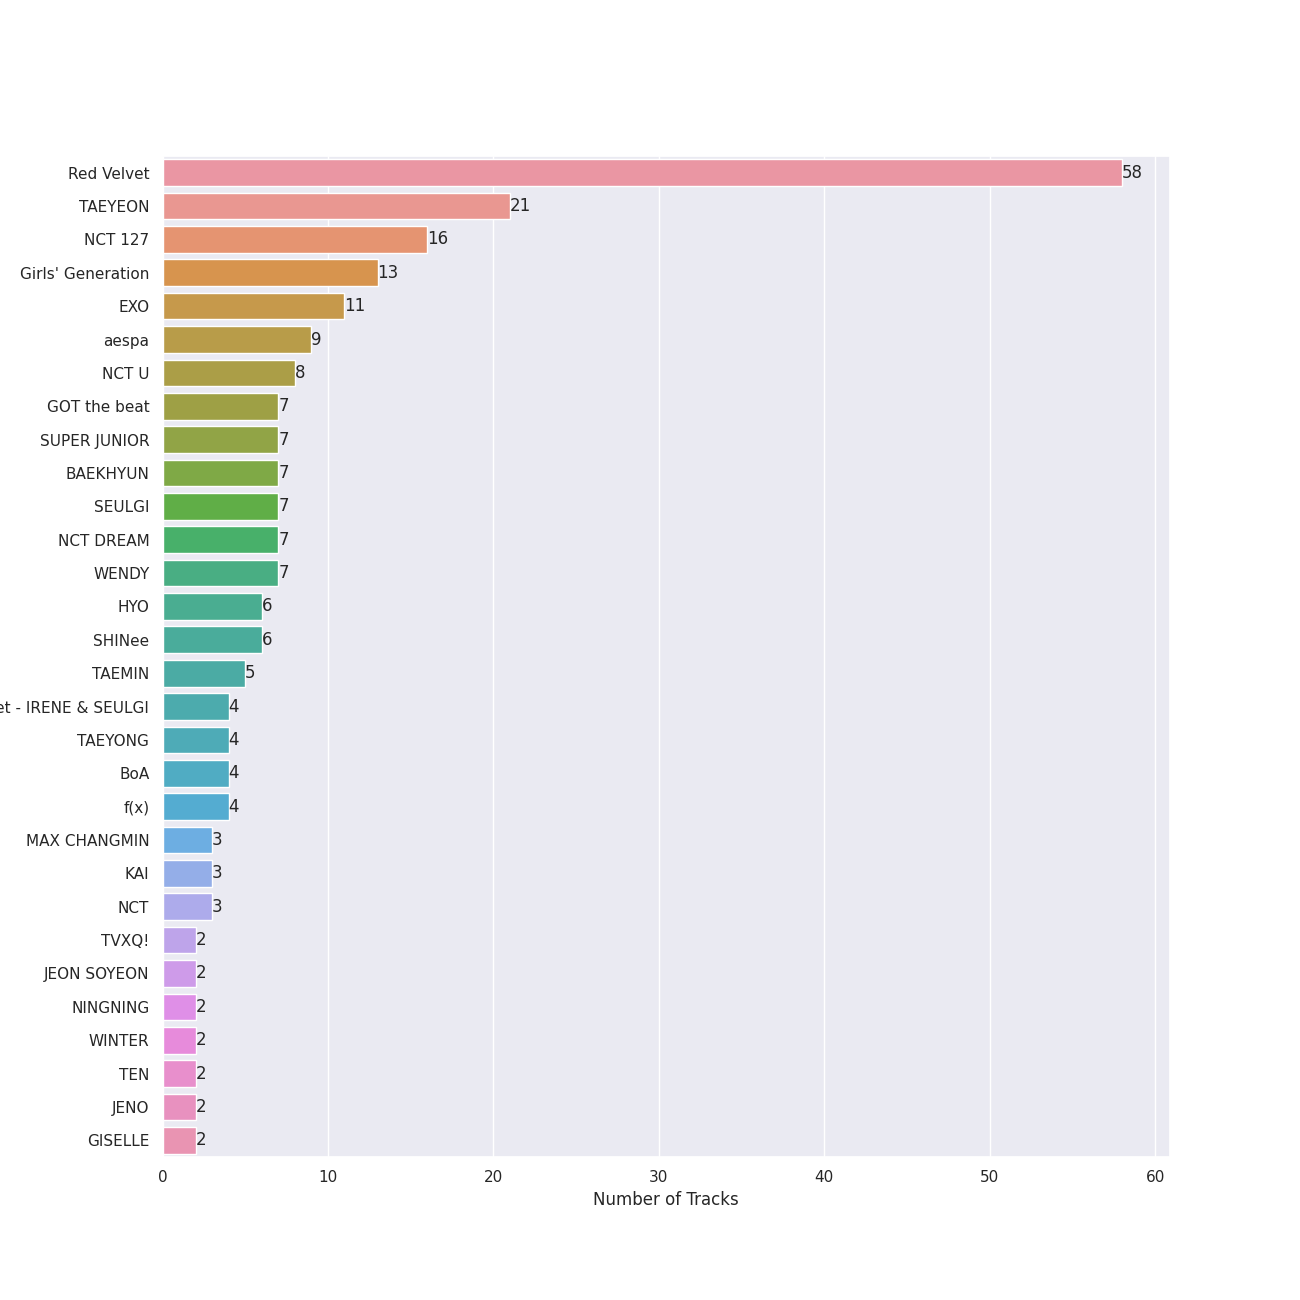 Red Velvet 58
TAEYEON 21
NCT 127 16
Girls' Generation 13
EXO 11
aespa 9
NCT U 8
GOT the beat 7
SUPER JUNIOR 7
BAEKHYUN 7
SEULGI 7
NCT DREAM 7
WENDY 7
HYO 6
SHINee 6
TAEMIN 5
et - IRENE & SEULGI 4
TAEYONG 4
BoA 4
f(x) 4
MAX CHANGMIN 3
KAI 3
NCT 3
TVXQ! 2
JEON SOYEON 2
NINGNING 2
WINTER 2
TEN 2
JENO 2
GISELLE 2
0 10 20 30 40 50 60
Number of Tracks